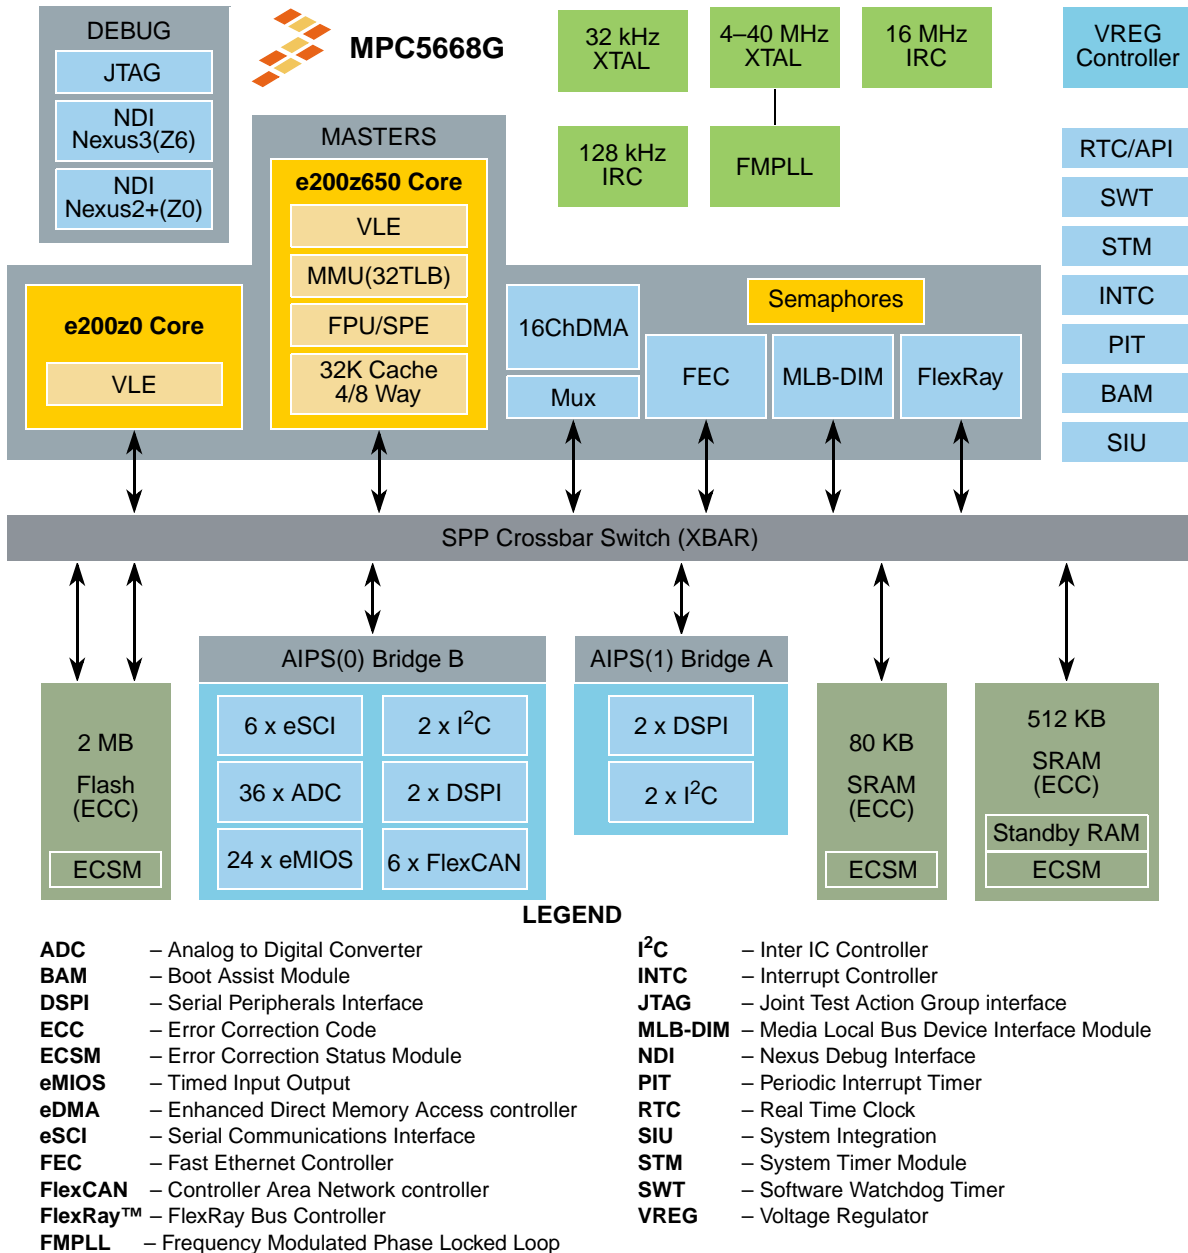 DEBUG
JTAG
NDI
Nexus3(Z6)
NDI
Nexus2+(Z0)
MPC5668G
32 kHz
XTAL
4–40 MHz
XTAL
16 MHz
IRC
128 kHz
IRC
FMPLL
VREG
Controller
RTC/API
SWT
STM
INTC
PIT
BAM
SIU
MASTERS
e200z650 Core
VLE
MMU(32TLB)
FPU/SPE
32K Cache
4/8 Way
e200z0 Core
VLE
16ChDMA
Mux
Semaphores
FEC
MLB-DIM
FlexRay
SPP Crossbar Switch (XBAR)
2 MB
Flash
(ECC)
ECSM
AIPS(0) Bridge B
6 x eSCI
2 x I²C
36 x ADC
2 x DSPI
24 x eMIOS
6 x FlexCAN
AIPS(1) Bridge A
2 x DSPI
2 x I²C
80 KB
SRAM
(ECC)
ECSM
512 KB
SRAM
(ECC)
Standby RAM
ECSM
LEGEND
ADC – Analog to Digital Converter
BAM – Boot Assist Module
DSPI – Serial Peripherals Interface
ECC – Error Correction Code
ECSM – Error Correction Status Module
eMIOS – Timed Input Output
eDMA – Enhanced Direct Memory Access controller
eSCI – Serial Communications Interface
FEC – Fast Ethernet Controller
FlexCAN – Controller Area Network controller
FlexRay™ – FlexRay Bus Controller
FMPLL – Frequency Modulated Phase Locked Loop
I²C – Inter IC Controller
INTC – Interrupt Controller
JTAG – Joint Test Action Group interface
MLB-DIM – Media Local Bus Device Interface Module
NDI – Nexus Debug Interface
PIT – Periodic Interrupt Timer
RTC – Real Time Clock
SIU – System Integration
STM – System Timer Module
SWT – Software Watchdog Timer
VREG – Voltage Regulator